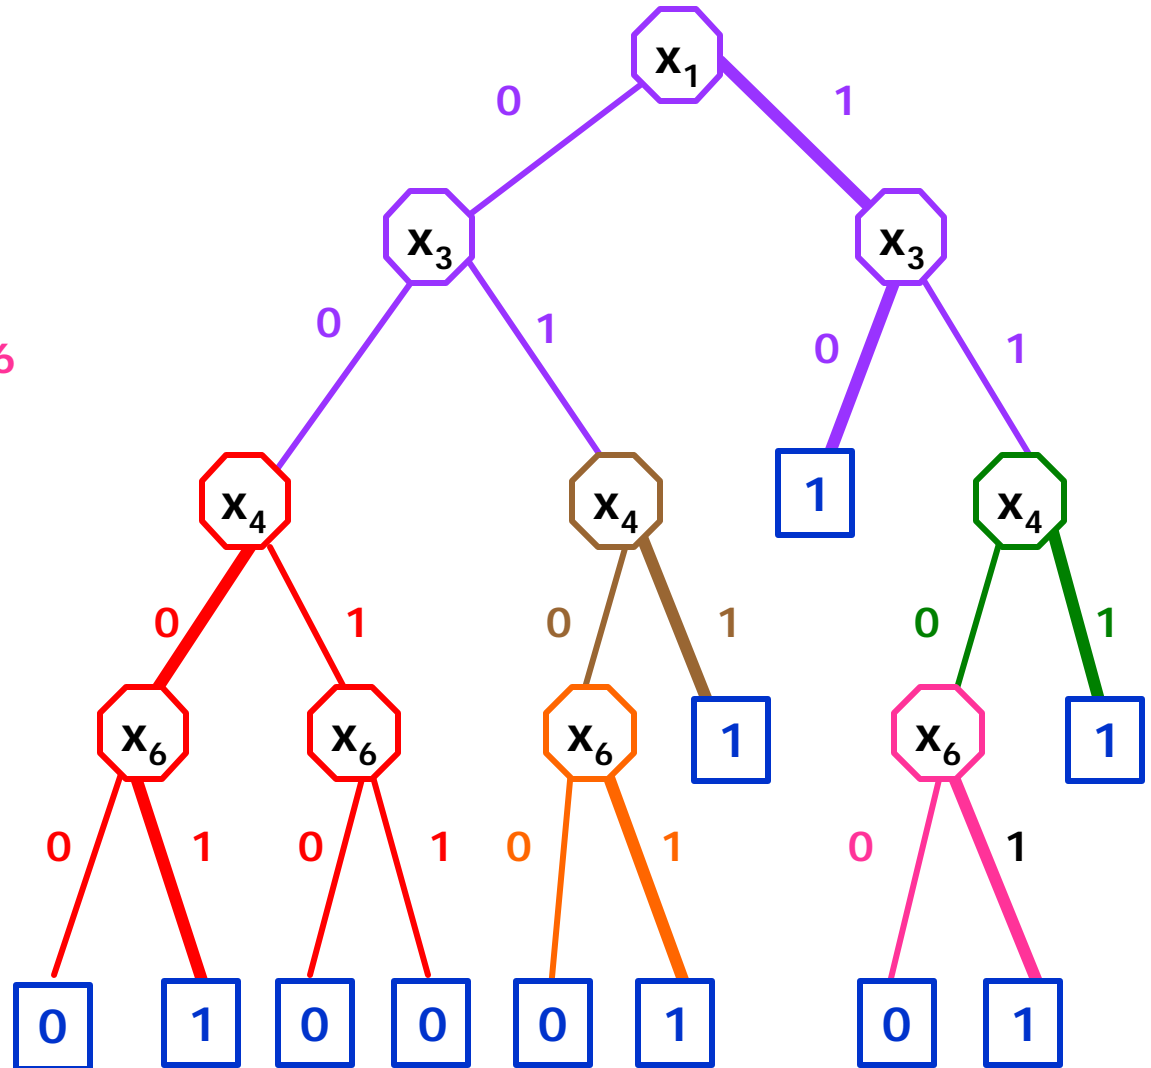 x1
0 1
x3 x3
0 1 0 1
6
x4 x4 1 x4
0 1 0 1 0 1
x6 x6 x6 1 x6 1
0 1 0 1 0 1 0 1
0 1 0 0 0 1 0 1